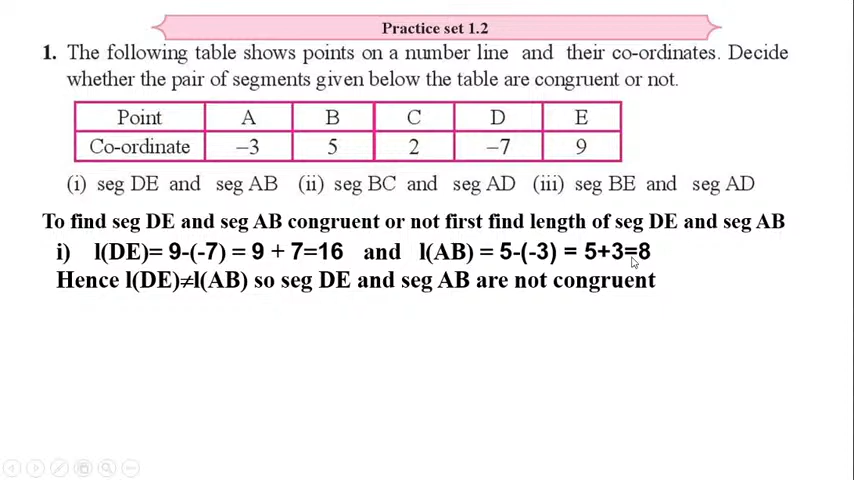 Practice set 1.2
1. The following table shows points on a number line and their co-ordinates. Decide
whether the pair of segments given below the table are congruent or not.
Point A B C D E
Co-ordinate −3 5 2 −7 9
(i) seg DE and seg AB (ii) seg BC and seg AD (iii) seg BE and seg AD
To find seg DE and seg AB congruent or not first find length of seg DE and seg AB
i) l(DE)= 9-(-7) = 9 + 7=16 and l(AB) = 5-(-3) = 5+3=8
Hence l(DE)≠l(AB) so seg DE and seg AB are not congruent